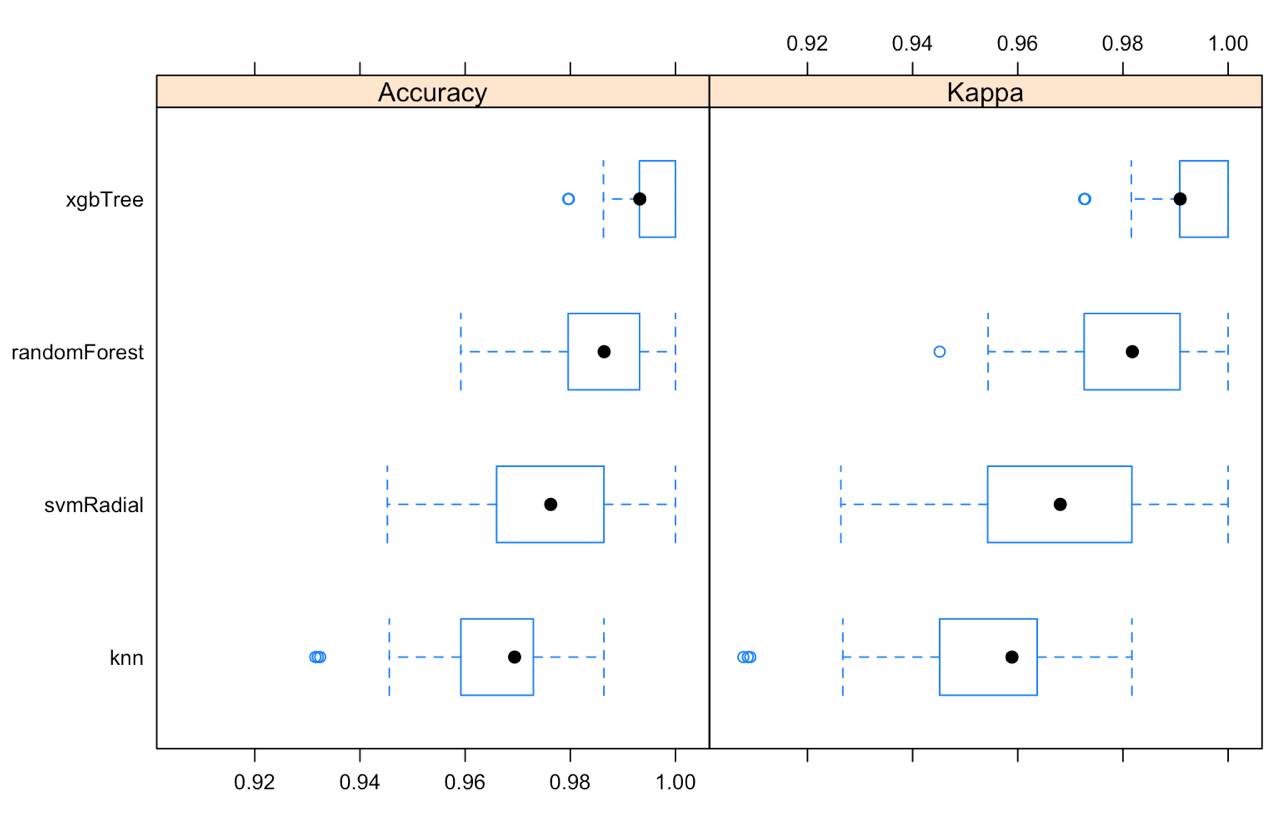 0.92 0.94 0.96 0.98 1.00
Accuracy Kappa
xgbTree
randomForest
svmRadial
knn
0.92 0.94 0.96 0.98 1.00